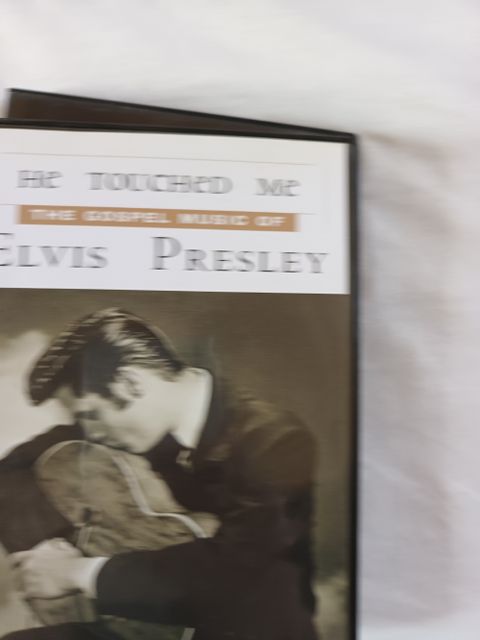 He Touched Me
THE GOSPEL MUSIC OF
ELVIS PRESLEY